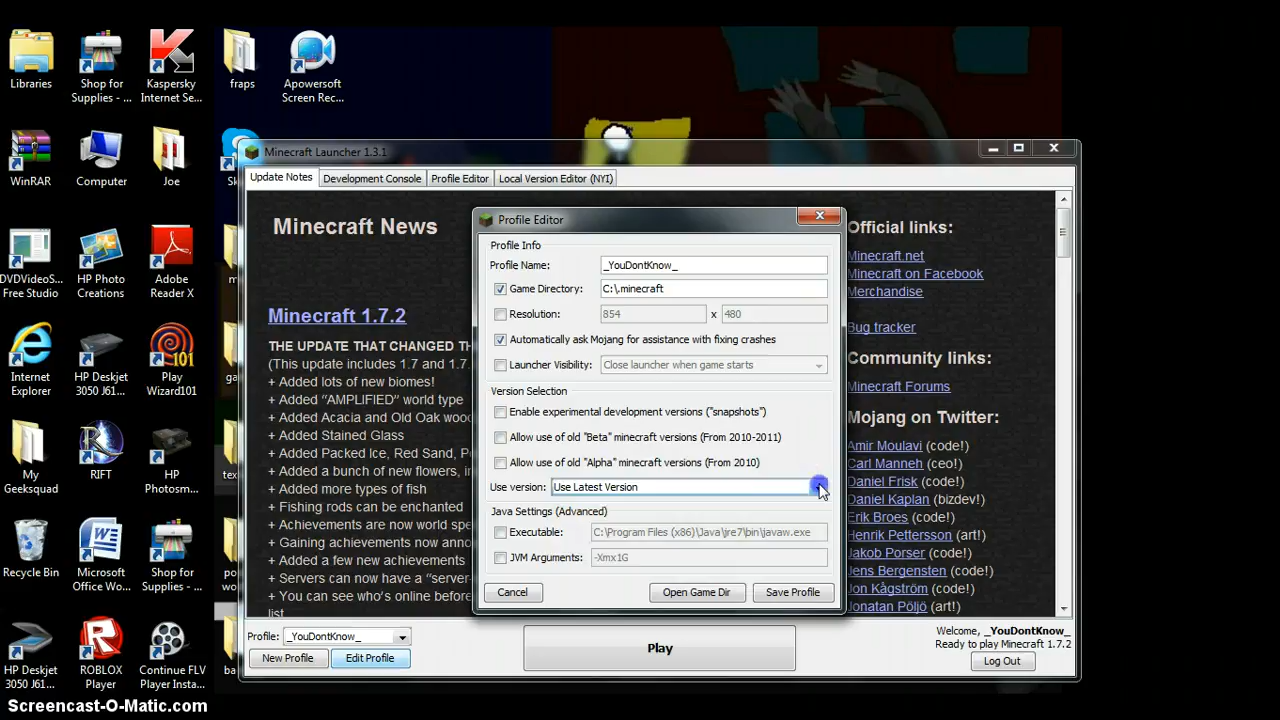 Libraries
Shop for
Supplies - ...
Kaspersky
Internet Se...
fraps
Apowersoft
Screen Rec...
WinRAR
Computer
Joe
Sk
DVDVideoS...
Free Studio
HP Photo
Creations
Adobe
Reader X
m
Internet
Explorer
HP Deskjet
3050 J61...
Play
Wizard101
ga
My
Geeksquad
RIFT
HP
Photosm...
tex
Recycle Bin
Microsoft
Office Wo...
Shop for
Supplies - ...
po
HP Deskjet
3050 J61...
ROBLOX
Player
Continue FLV
Player Insta...
ba
Minecraft Launcher 1.3.1
Update Notes
Development Console
Profile Editor
Local Version Editor (NYI)
Minecraft News
Minecraft 1.7.2
THE UPDATE THAT CHANGED TH
(This update includes 1.7 and 1.7.
+ Added lots of new biomes!
+ Added "AMPLIFIED" world type
+ Added Acacia and Old Oak wood
+ Added Stained Glass
+ Added Packed Ice, Red Sand, P
+ Added a bunch of new flowers, in
+ Added more types of fish
+ Fishing rods can be enchanted
+ Achievements are now world spe
+ Gaining achievements now anno
+ Added a few new achievements
+ Servers can now have a "server-
+ You can see who's online before
list
Profile Editor
Profile Info
Profile Name: _YouDontKnow_
Game Directory: C:\.minecraft
Resolution: 854 x 480
Automatically ask Mojang for assistance with fixing crashes
Launcher Visibility: Close launcher when game starts
Version Selection
Enable experimental development versions ("snapshots")
Allow use of old "Beta" minecraft versions (From 2010-2011)
Allow use of old "Alpha" minecraft versions (From 2010)
Use version: Use Latest Version
Java Settings (Advanced)
Executable: C:\Program Files (x86)\Java\jre7\bin\javaw.exe
JVM Arguments: -Xmx1G
Cancel
Open Game Dir
Save Profile
Official links:
Minecraft.net
Minecraft on Facebook
Merchandise
Bug tracker
Community links:
Minecraft Forums
Mojang on Twitter:
Amir Moulavi (code!)
Carl Manneh (ceo!)
Daniel Frisk (code!)
Daniel Kaplan (bizdev!)
Erik Broes (code!)
Henrik Pettersson (art!)
Jakob Porser (code!)
Jens Bergensten (code!)
Jon Kågström (code!)
Jonatan Pöljö (art!)
Profile: _YouDontKnow_
New Profile
Edit Profile
Play
Welcome, _YouDontKnow_
Ready to play Minecraft 1.7.2
Log Out
Screencast-O-Matic.com